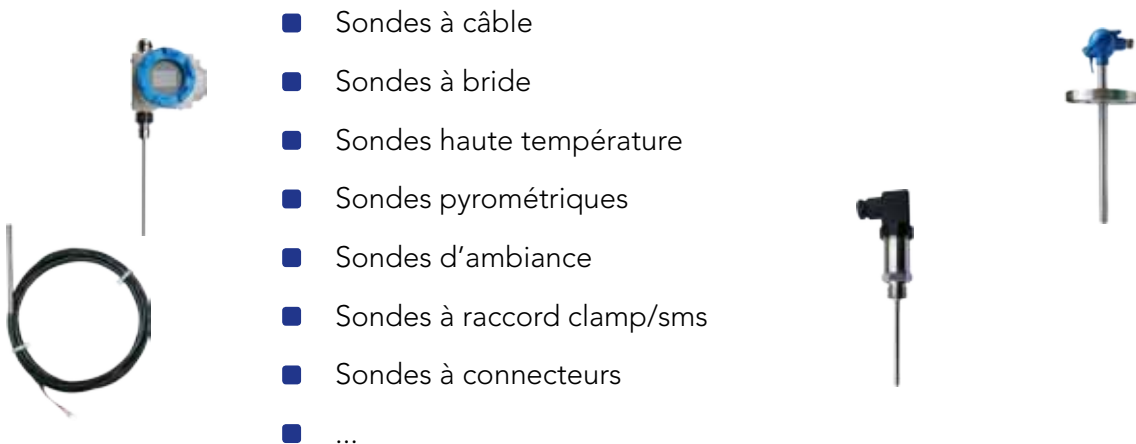 Sondes à câble
Sondes à bride
Sondes haute température
Sondes pyrométriques
Sondes d’ambiance
Sondes à raccord clamp/sms
Sondes à connecteurs
...